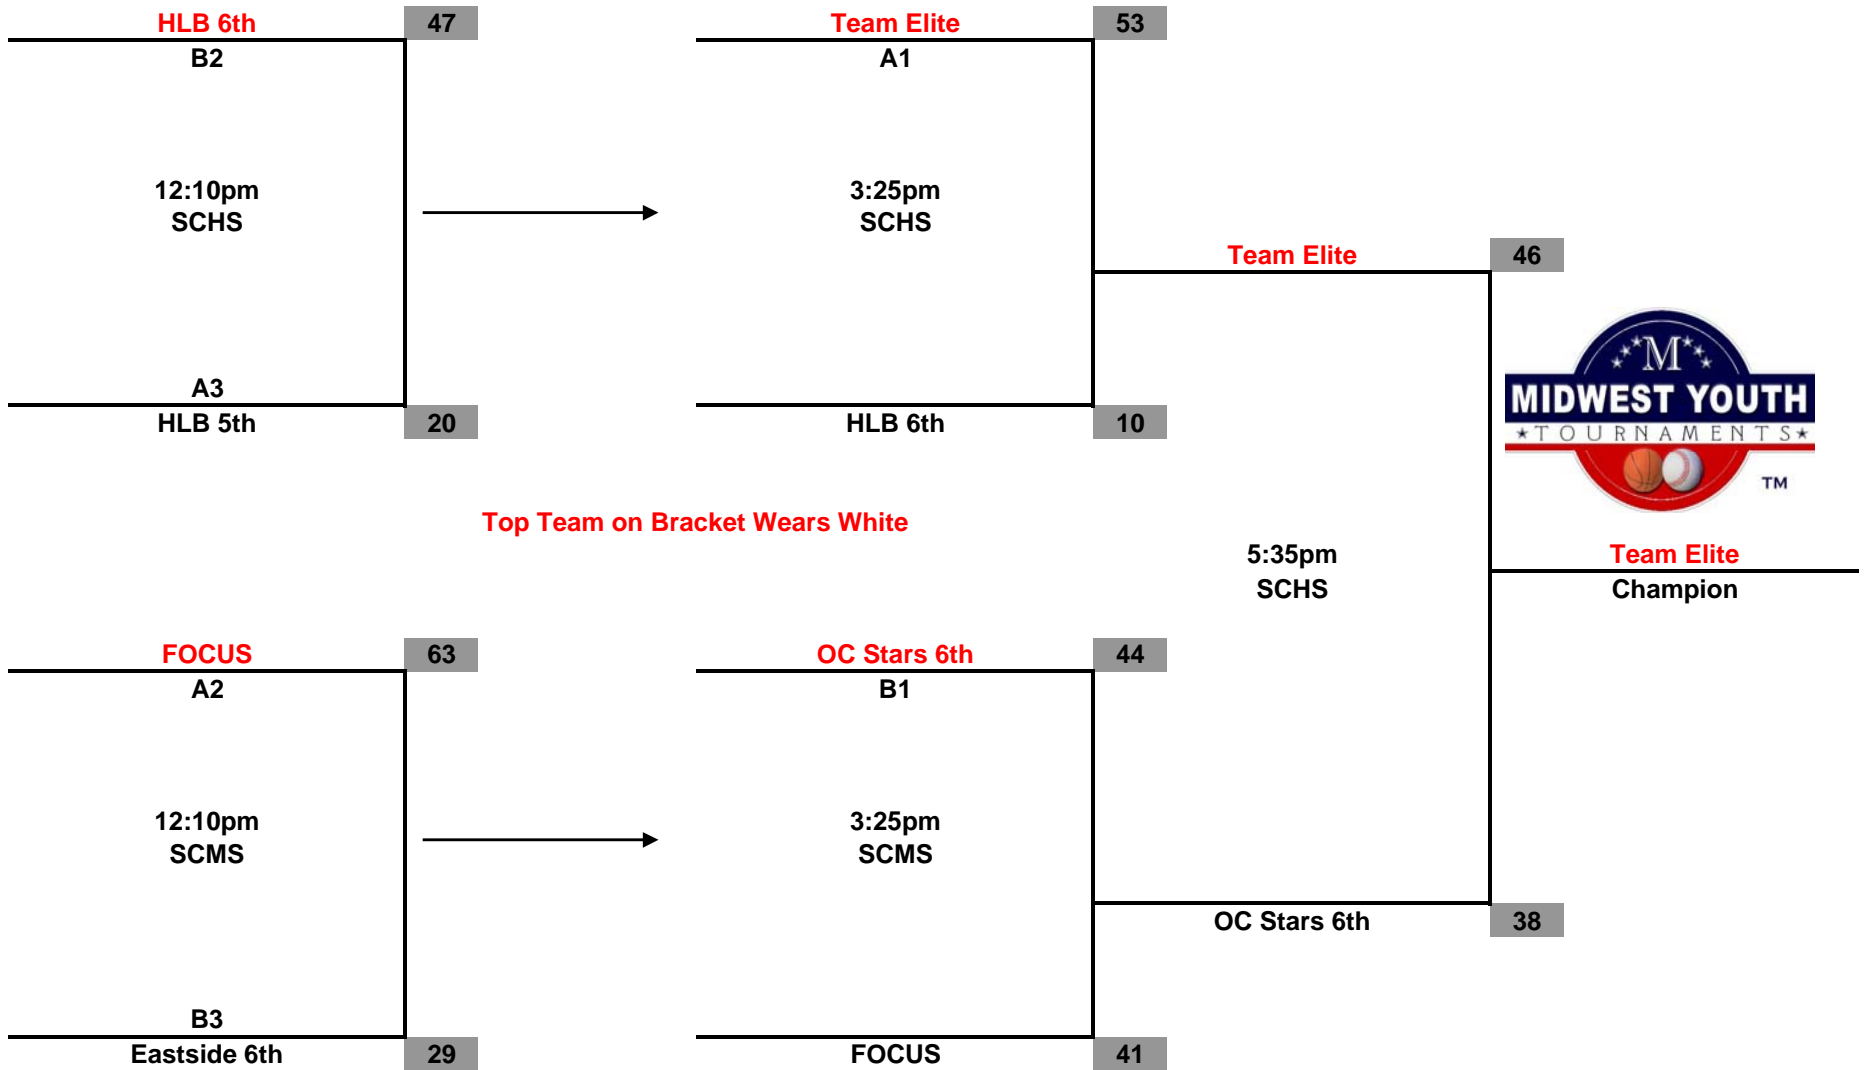 HLB 6th 47
B2
12:10pm
SCHS
A3
HLB 5th 20
Team Elite 53
A1
3:25pm
SCHS
HLB 6th 10
Team Elite 46
M
MIDWEST YOUTH
★TOURNAMENTS★
TM
Top Team on Bracket Wears White
5:35pm
SCHS
Team Elite
Champion
FOCUS 63
A2
12:10pm
SCMS
B3
Eastside 6th 29
OC Stars 6th 44
B1
3:25pm
SCMS
FOCUS 41
OC Stars 6th 38